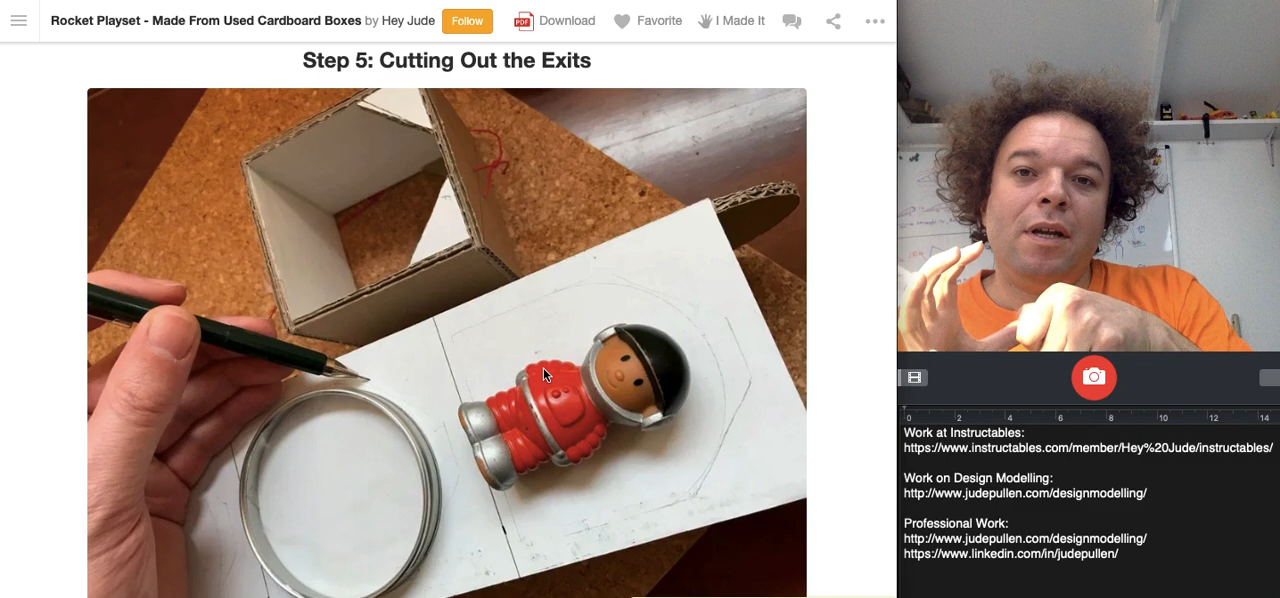 Rocket Playset - Made From Used Cardboard Boxes by Hey Jude Follow PDF Download Favorite I Made It
Step 5: Cutting Out the Exits
0 2 4 6 8 10 12 14
Work at Instructables:
https://www.instructables.com/member/Hey%20Jude/instructables/
Work on Design Modelling:
http://www.judepullen.com/designmodelling/
Professional Work:
http://www.judepullen.com/designmodelling/
https://www.linkedin.com/in/judepullen/